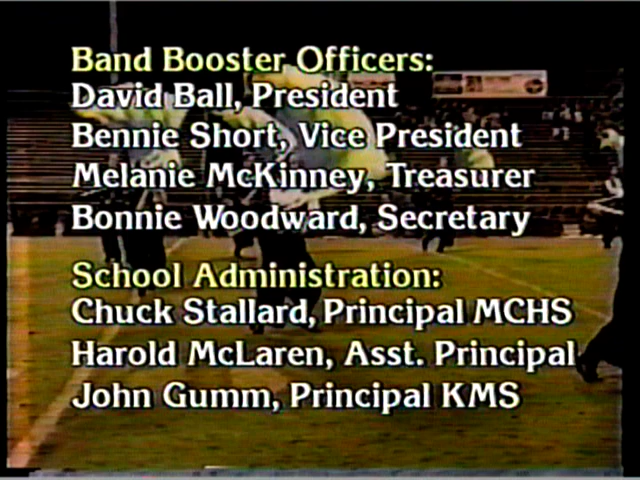 Band Booster Officers:
David Ball, President
Bennie Short, Vice President
Melanie McKinney, Treasurer
Bonnie Woodward, Secretary
School Administration:
Chuck Stallard, Principal MCHS
Harold McLaren, Asst. Principal
John Gumm, Principal KMS